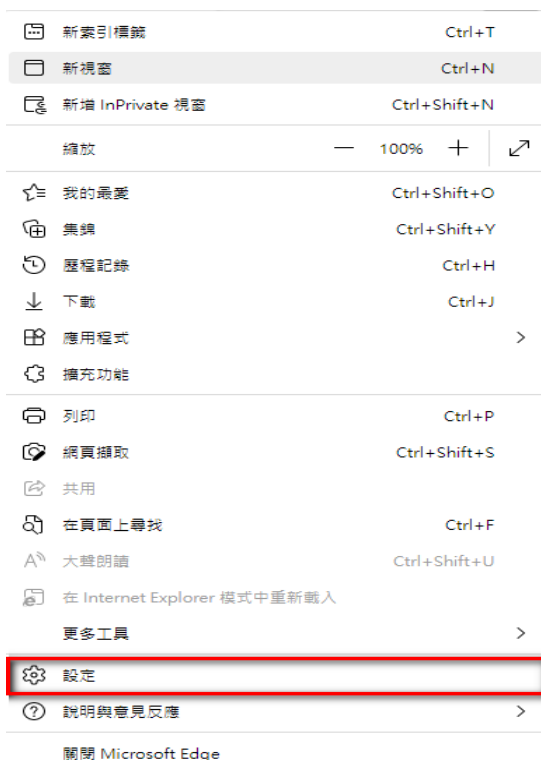 新索引標籤 Ctrl+T
新視窗 Ctrl+N
新增 InPrivate 視窗 Ctrl+Shift+N
縮放 — 100% +
我的最愛 Ctrl+Shift+O
集錦 Ctrl+Shift+Y
歷程記錄 Ctrl+H
下載 Ctrl+J
應用程式
擴充功能
列印 Ctrl+P
網頁擷取 Ctrl+Shift+S
共用
在頁面上尋找 Ctrl+F
大聲朗讀 Ctrl+Shift+U
在 Internet Explorer 模式中重新載入
更多工具
設定
說明與意見反應
關閉 Microsoft Edge